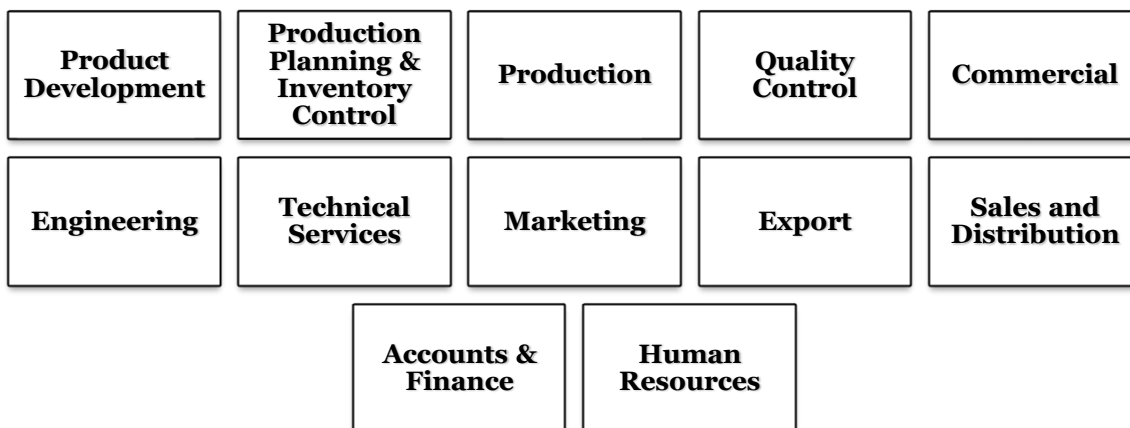 Product
Development
Production
Planning &
Inventory
Control
Production
Quality
Control
Commercial
Engineering
Technical
Services
Marketing
Export
Sales and
Distribution
Accounts &
Finance
Human
Resources